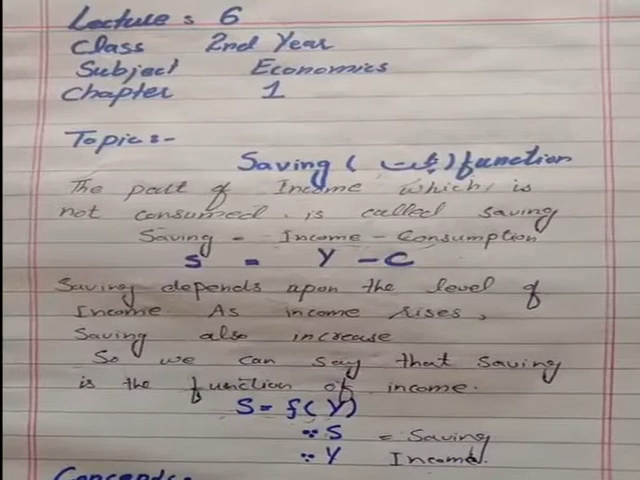 Lecture : 6
Class 2nd Year
Subject Economics
Chapter 1
Topic :-
Saving ( بچت ) function
The part of Income which, is
not consumed, is called saving
Saving = Income - Consumption
S = Y - C
Saving depends upon the level of
Income. As income rises,
Saving also increase
So we can say that saving
is the function of income.
S = f(Y)
∵ S = Saving
∵ Y Income.
Concepts: